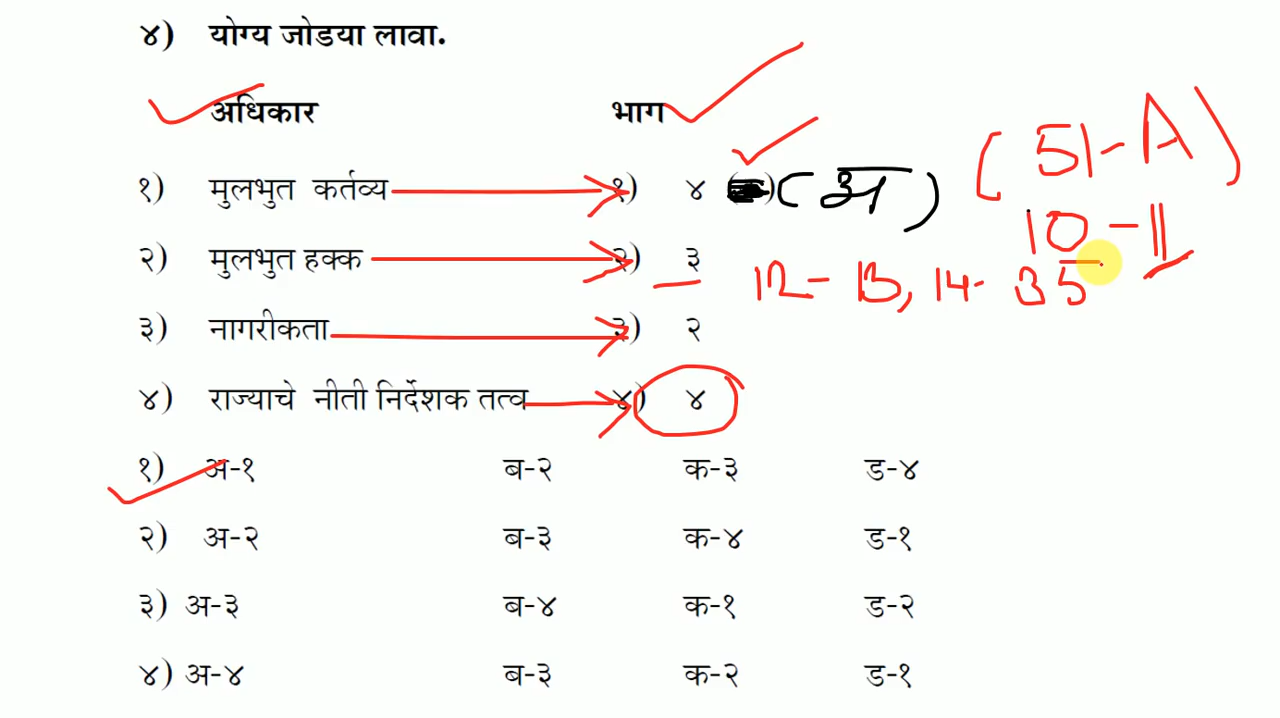 ४) योग्य जोडया लावा.
अधिकार भाग
१) मुलभुत कर्तव्य १) ४ (अ) (51-A)
10-11
२) मुलभुत हक्क २) ३ 12-13, 14-35
३) नागरीकता ३) २
४) राज्याचे नीती निर्देशक तत्व ४) ४
१) अ-१ ब-२ क-३ ड-४
२) अ-२ ब-३ क-४ ड-१
३) अ-३ ब-४ क-१ ड-२
४) अ-४ ब-३ क-२ ड-१